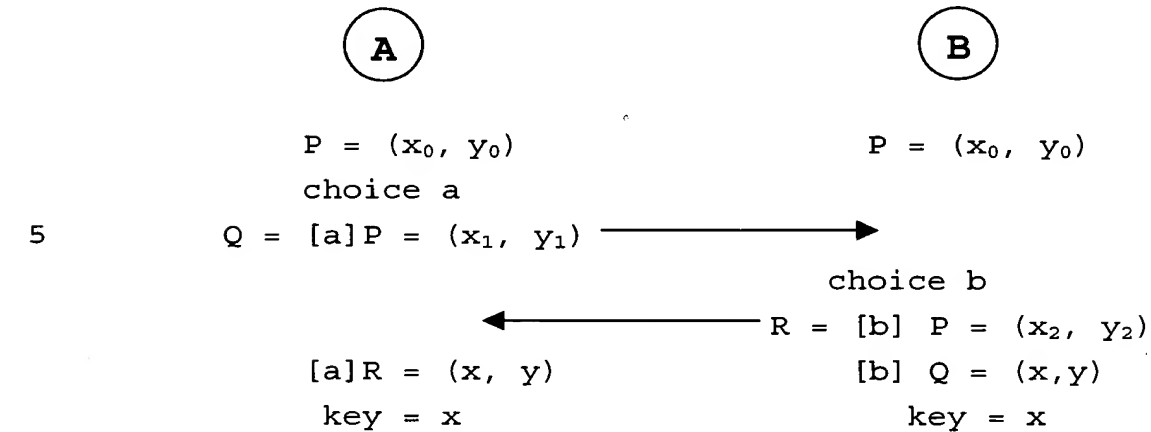 A B
P = (x₀, y₀) P = (x₀, y₀)
choice a
5 Q = [a]P = (x₁, y₁)
choice b
R = [b] P = (x₂, y₂)
[a]R = (x, y) [b] Q = (x,y)
key = x key = x